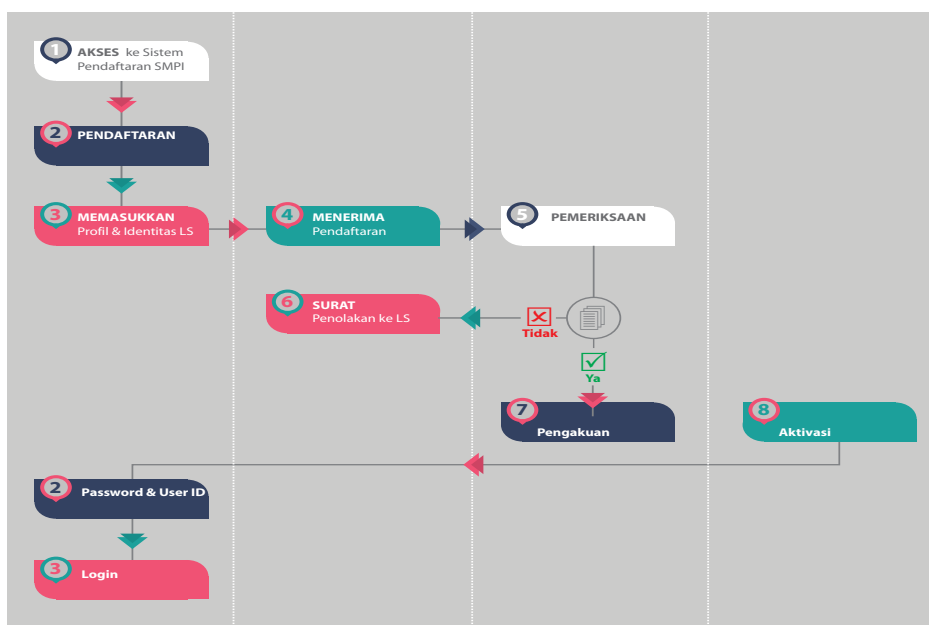 1
AKSES ke Sistem
Pendaftaran SMPI
2
PENDAFTARAN
3
MEMASUKKAN
Profil & Identitas LS
4
MENERIMA
Pendaftaran
5
PEMERIKSAAN
6
SURAT
Penolakan ke LS
Tidak
Ya
7
Pengakuan
8
Aktivasi
2
Password & User ID
3
Login